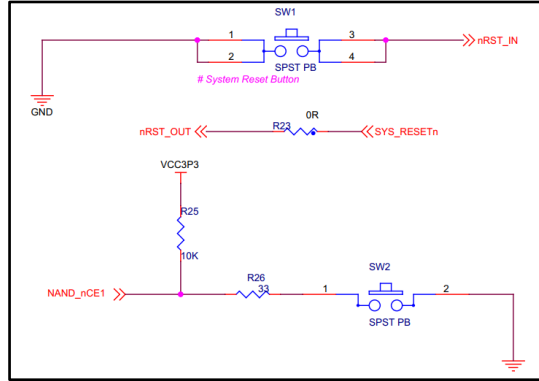 SW1
1
3
nRST_IN
2
4
SPST PB
# System Reset Button
GND
0R
nRST_OUT
R23
SYS_RESETn
VCC3P3
R25
10K
R26
SW2
NAND_nCE1
33
1
2
SPST PB